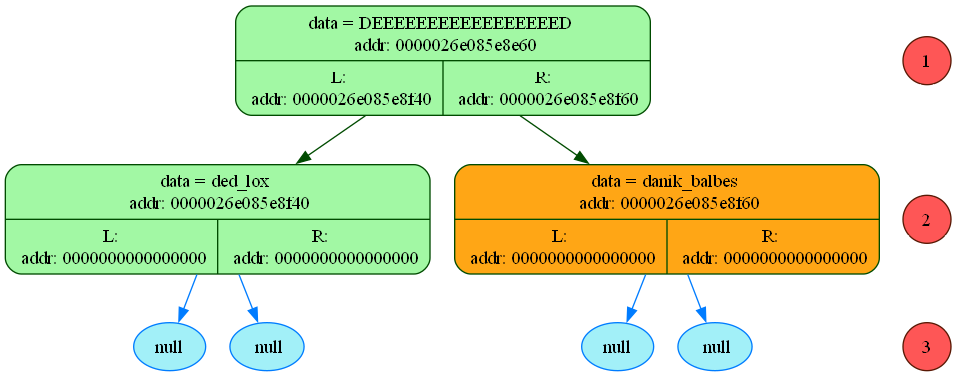 data = DEEEEEEEEEEEEEEEEED
addr: 0000026e085e8e60
L:
addr: 0000026e085e8f40
R:
addr: 0000026e085e8f60
1
data = ded_lox
addr: 0000026e085e8f40
L:
addr: 0000000000000000
R:
addr: 0000000000000000
data = danik_balbes
addr: 0000026e085e8f60
L:
addr: 0000000000000000
R:
addr: 0000000000000000
2
null
null
null
null
3